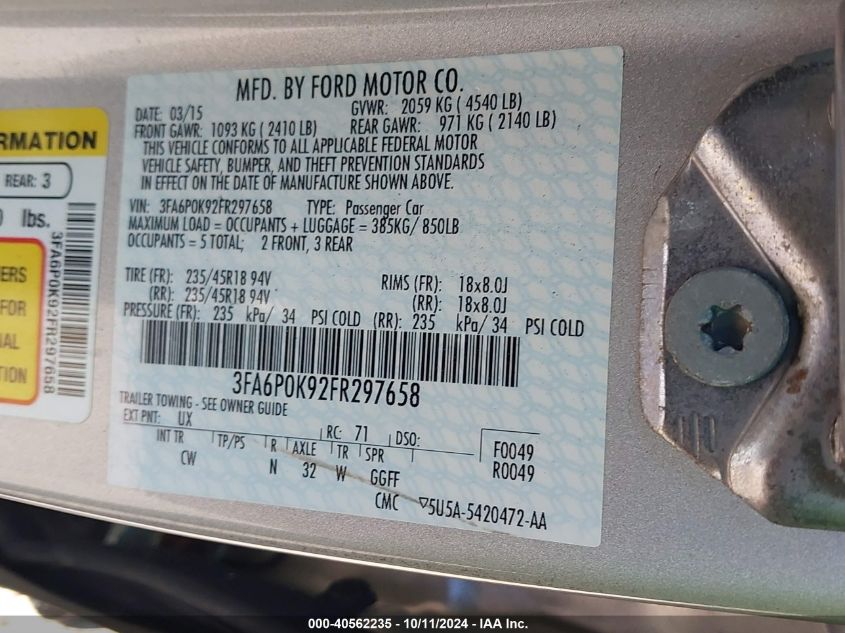 MFD. BY FORD MOTOR CO.
DATE: 03/15 GVWR: 2059 KG ( 4540 LB)
FRONT GAWR: 1093 KG ( 2410 LB) REAR GAWR: 971 KG ( 2140 LB)
THIS VEHICLE CONFORMS TO ALL APPLICABLE FEDERAL MOTOR
VEHICLE SAFETY, BUMPER, AND THEFT PREVENTION STANDARDS
IN EFFECT ON THE DATE OF MANUFACTURE SHOWN ABOVE.
VIN: 3FA6P0K92FR297658 TYPE: Passenger Car
MAXIMUM LOAD = OCCUPANTS + LUGGAGE = 385KG/ 850LB
OCCUPANTS = 5 TOTAL; 2 FRONT, 3 REAR
TIRE (FR): 235/45R18 94V RIMS (FR): 18x8.0J
(RR): 235/45R18 94V (RR): 18x8.0J
PRESSURE (FR): 235 kPa/ 34 PSI COLD (RR): 235 kPa/ 34 PSI COLD
3FA6P0K92FR297658
TRAILER TOWING - SEE OWNER GUIDE
EXT PNT: UX RC: 71 DSO: F0049
INT TR TP/PS R AXLE TR SPR R0049
CW N 32 W GGFF
CMC ▽5U5A-5420472-AA
REAR: 3
0 lbs.
3FA6P0K92FR297658
FOR
000-40562235 - 10/11/2024 - IAA Inc.